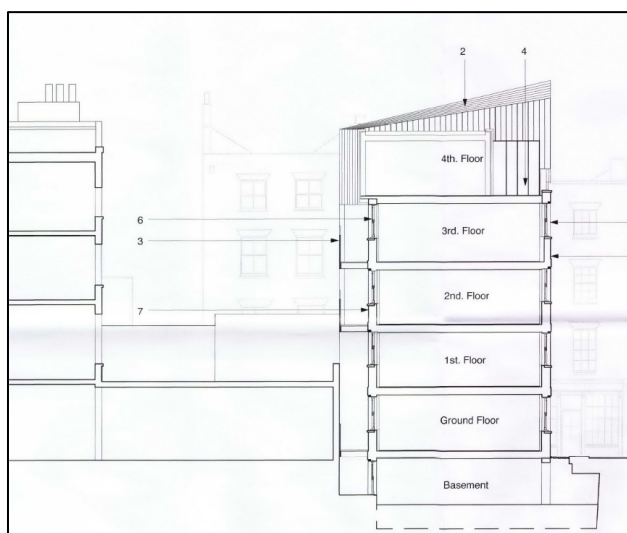 2
4
4th. Floor
6
3rd. Floor
3
2nd. Floor
7
1st. Floor
Ground Floor
Basement